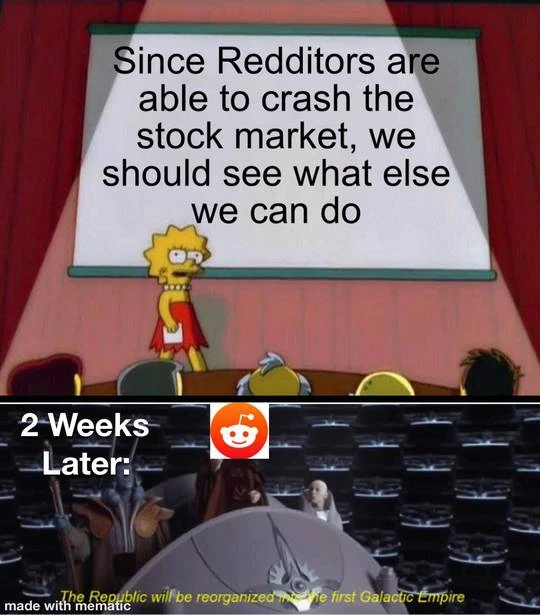 Since Redditors are
able to crash the
stock market, we
should see what else
we can do
2 Weeks
Later:
The Republic will be reorganized into the first Galactic Empire
made with mematic